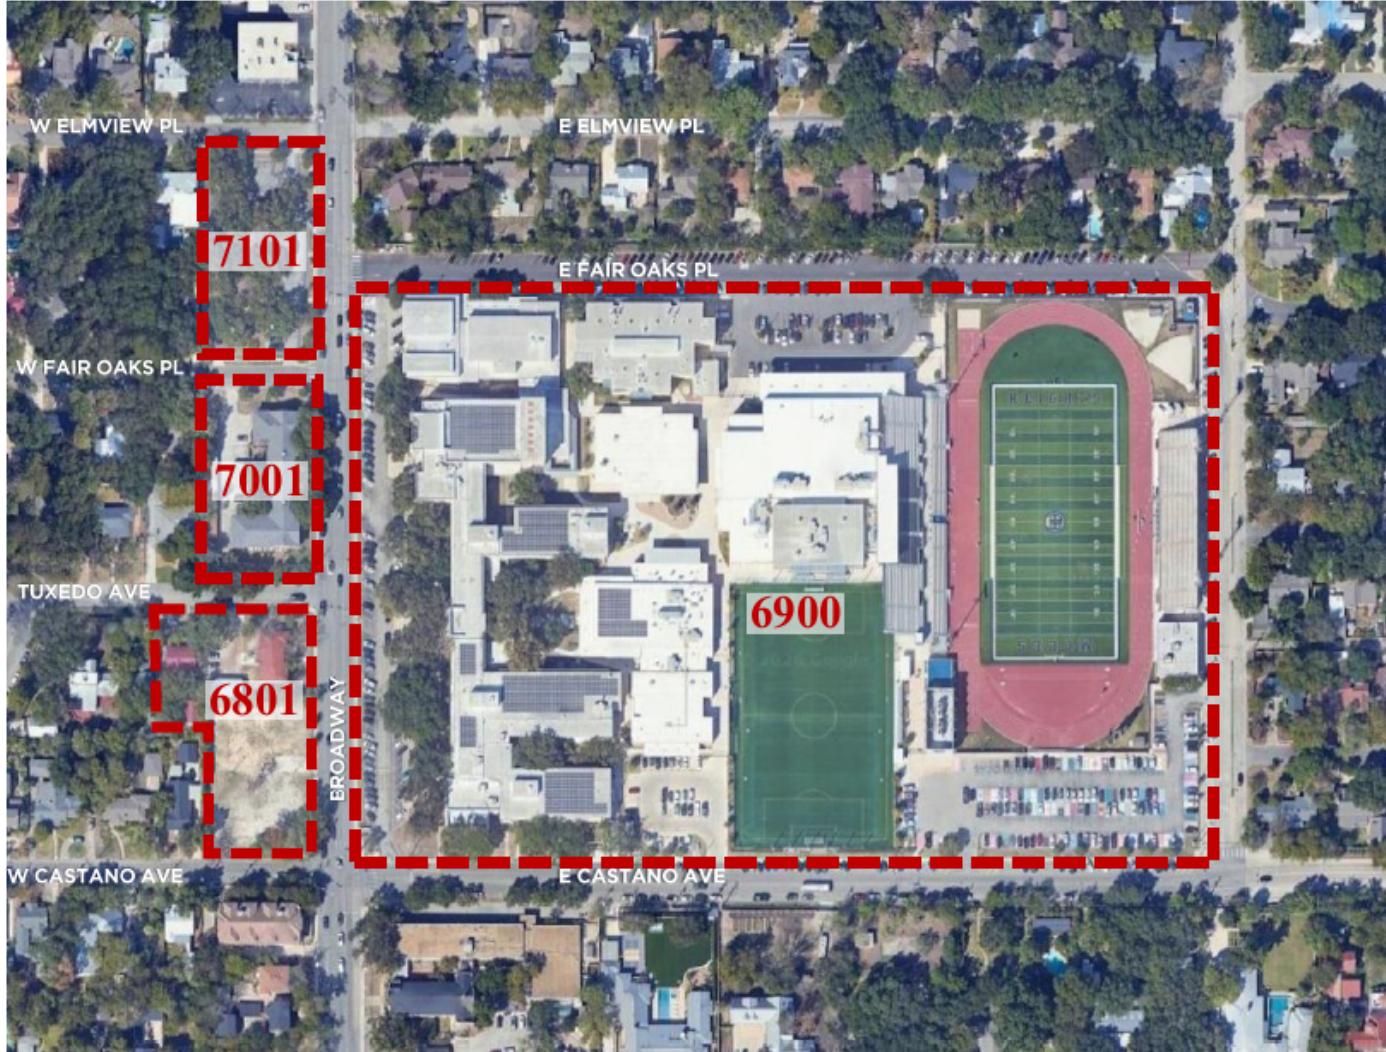 W ELMVIEW PL
E ELMVIEW PL
7101
E FAIR OAKS PL
W FAIR OAKS PL
HEIGHTS
7001
TUXEDO AVE
6900
6801
BROADWAY
W CASTANO AVE
E CASTANO AVE